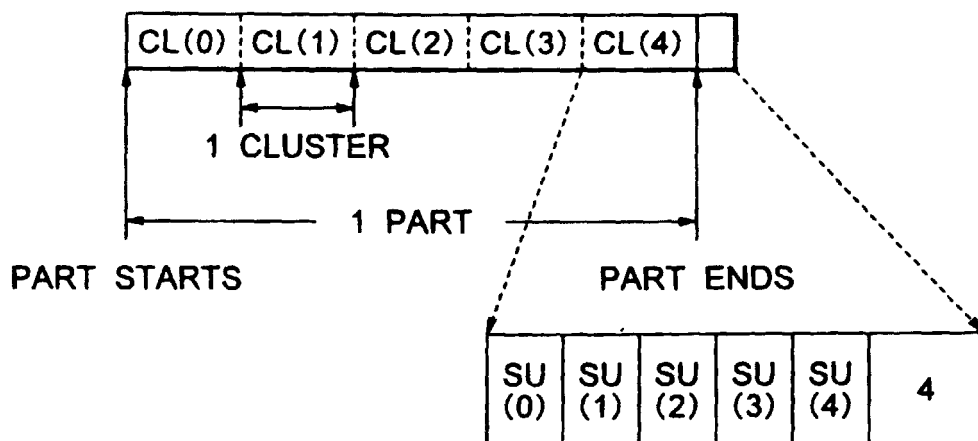 CL(0) CL(1) CL(2) CL(3) CL(4)
1 CLUSTER
1 PART
PART STARTS PART ENDS
SU SU SU SU SU
(0) (1) (2) (3) (4) 4